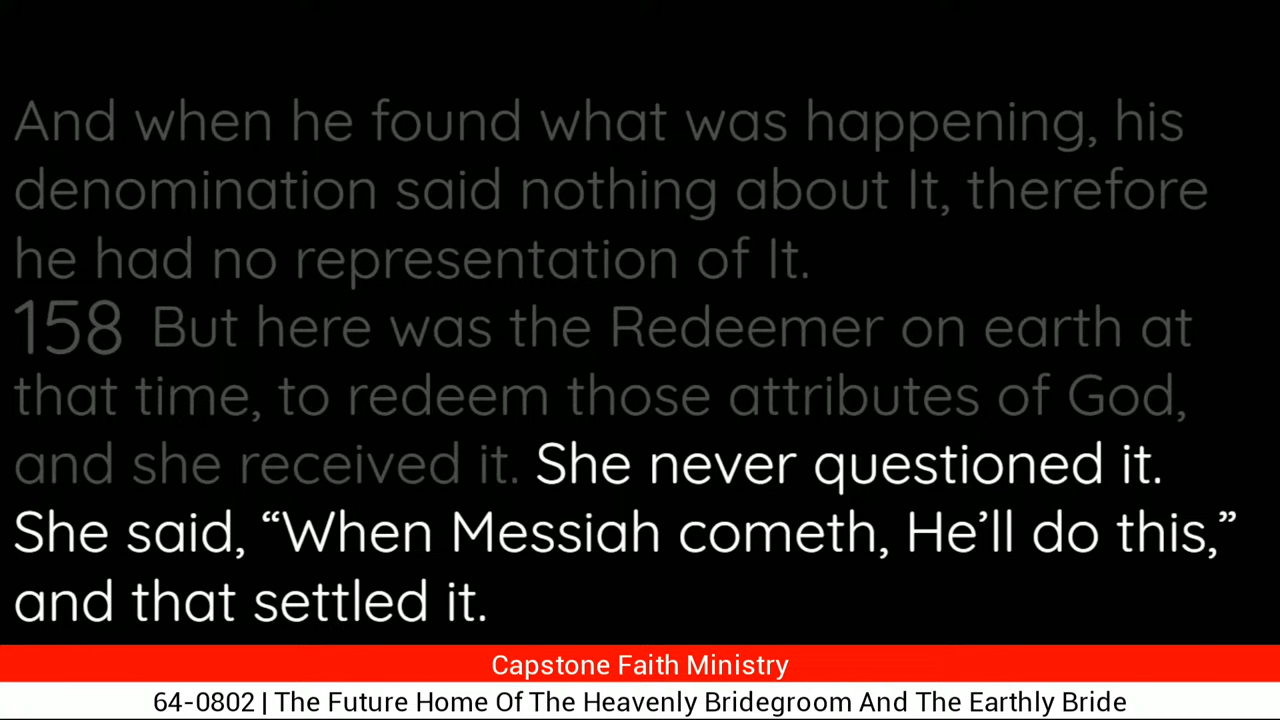 And when he found what was happening, his
denomination said nothing about It, therefore
he had no representation of It.
158 But here was the Redeemer on earth at
that time, to redeem those attributes of God,
and she received it. She never questioned it.
She said, “When Messiah cometh, He’ll do this,”
and that settled it.
Capstone Faith Ministry
64-0802 | The Future Home Of The Heavenly Bridegroom And The Earthly Bride